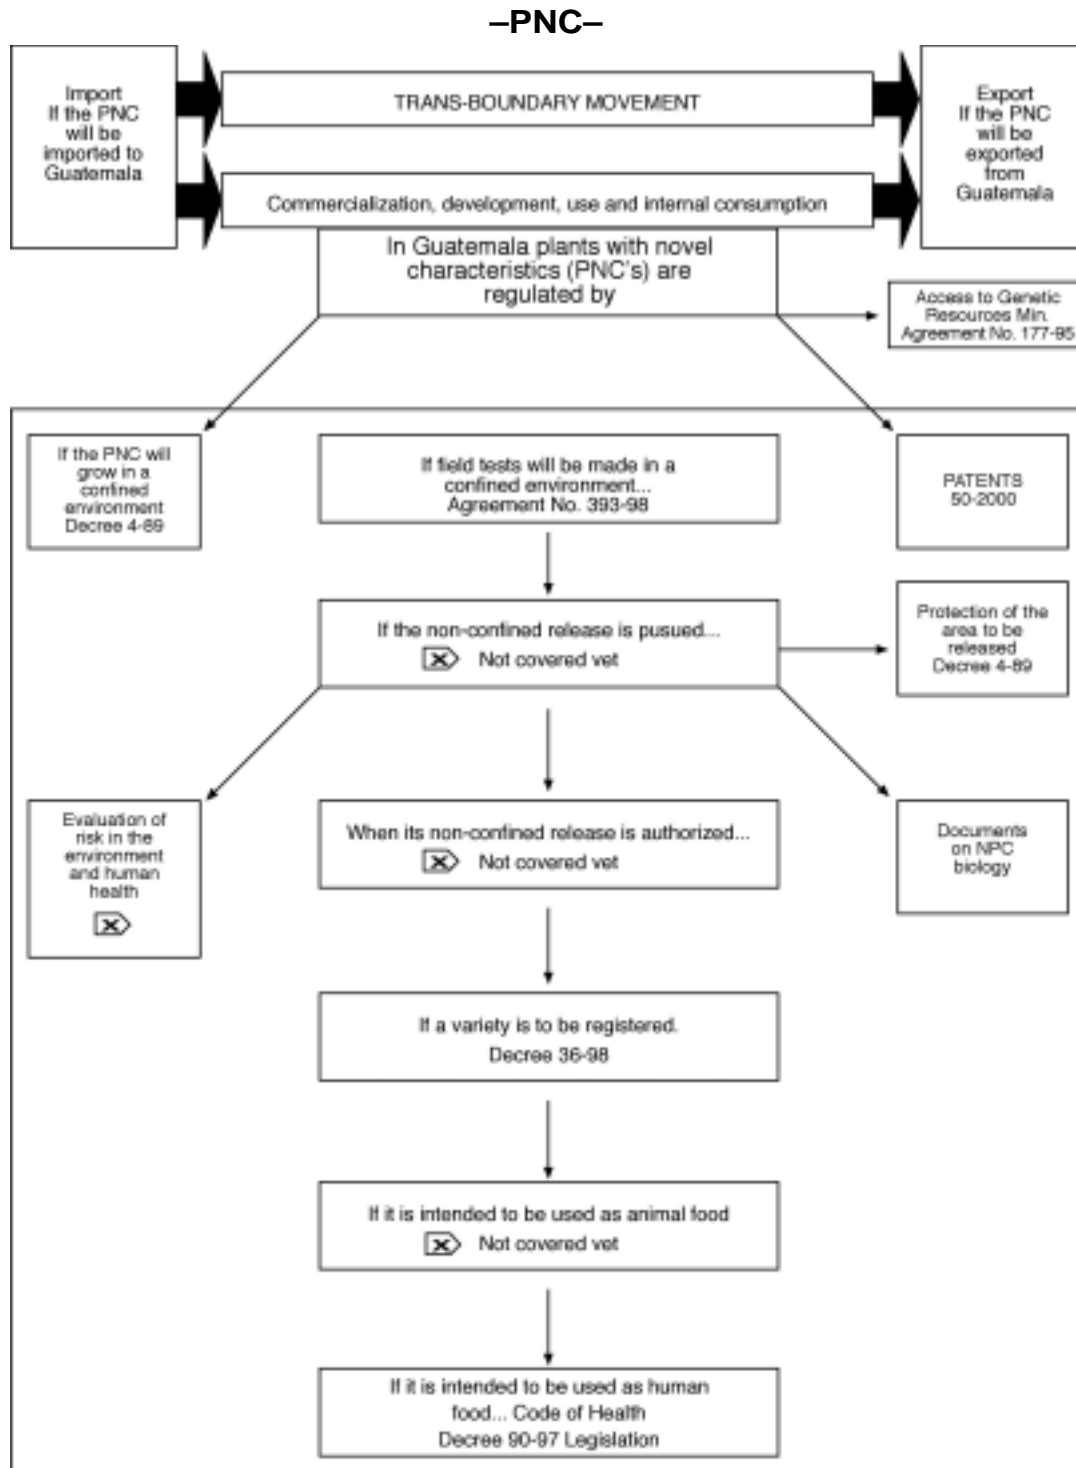 –PNC–
Import
If the PNC
will be
imported to
Guatemala
TRANS-BOUNDARY MOVEMENT
Export
If the PNC
will be
exported
from
Guatemala
Commercialization, development, use and internal consumption
In Guatemala plants with novel
characteristics (PNC's) are
regulated by
Access to Genetic
Resources Min.
Agreement No. 177-95
If the PNC will
grow in a
confined
environment
Decree 4-89
If field tests will be made in a
confined environment...
Agreement No. 393-98
PATENTS
50-2000
If the non-confined release is pusued...
Not covered vet
Protection of the
area to be
released
Decree 4-89
Evaluation of
risk in the
environment
and human
health
When its non-confined release is authorized...
Not covered vet
Documents
on NPC
biology
If a variety is to be registered.
Decree 36-98
If it is intended to be used as animal food
Not covered vet
If it is intended to be used as human
food... Code of Health
Decree 90-97 Legislation